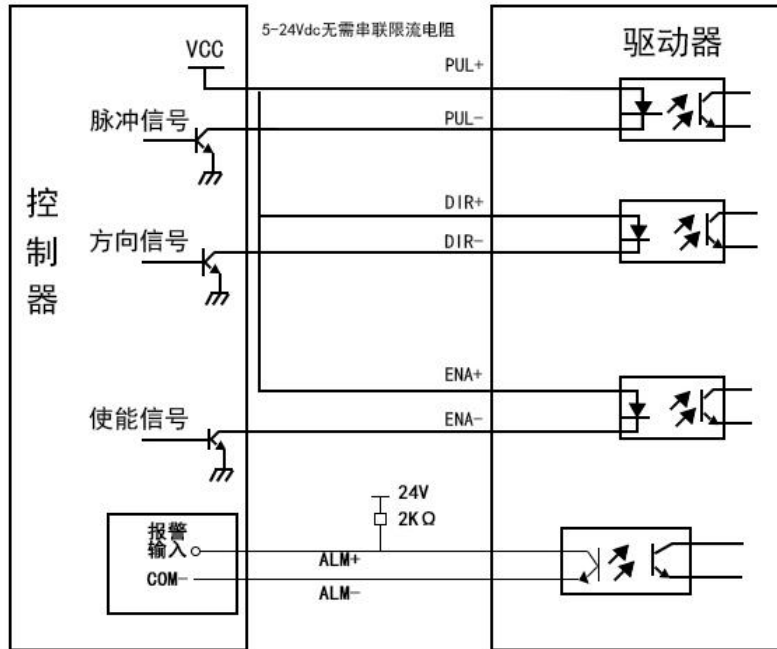 5-24Vdc无需串联限流电阻
驱动器
VCC
PUL+
脉冲信号
PUL-
控制器
DIR+
方向信号
DIR-
ENA+
使能信号
ENA-
24V
2KΩ
报警
输入
ALM+
COM-
ALM-